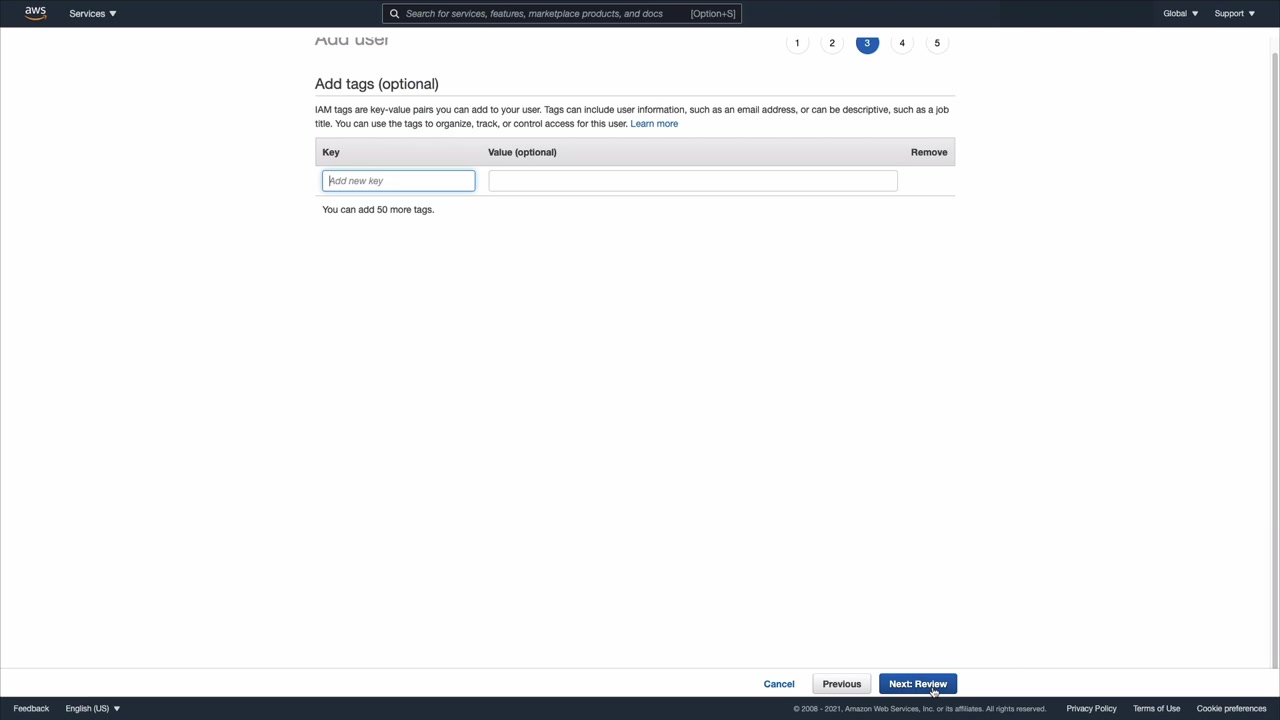 aws Services Search for services, features, marketplace products, and docs [Option+S] Global Support
Add user 1 2 3 4 5
Add tags (optional)
IAM tags are key-value pairs you can add to your user. Tags can include user information, such as an email address, or can be descriptive, such as a job
title. You can use the tags to organize, track, or control access for this user. Learn more
Key Value (optional) Remove
Add new key
You can add 50 more tags.
Cancel Previous Next: Review
Feedback English (US) © 2008 - 2021, Amazon Web Services, Inc. or its affiliates. All rights reserved. Privacy Policy Terms of Use Cookie preferences